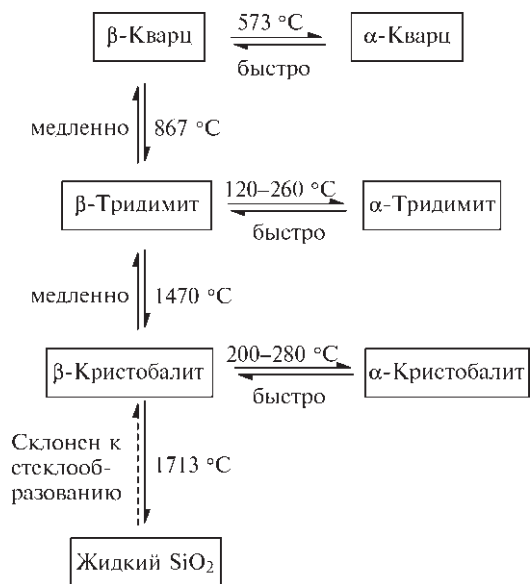 β-Кварц 573 °C α-Кварц
быстро
медленно 867 °C
β-Тридимит 120–260 °C α-Тридимит
быстро
медленно 1470 °C
β-Кристобалит 200–280 °C α-Кристобалит
быстро
Склонен к
стеклооб-
разованию
1713 °C
Жидкий SiO₂